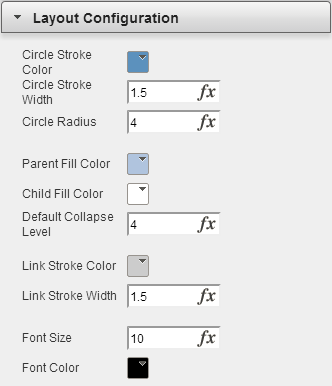 Layout Configuration
Circle Stroke
Color
Circle Stroke
Width
1.5 fx
Circle Radius 4 fx
Parent Fill Color
Child Fill Color
Default Collapse
Level
4 fx
Link Stroke Color
Link Stroke Width 1.5 fx
Font Size 10 fx
Font Color